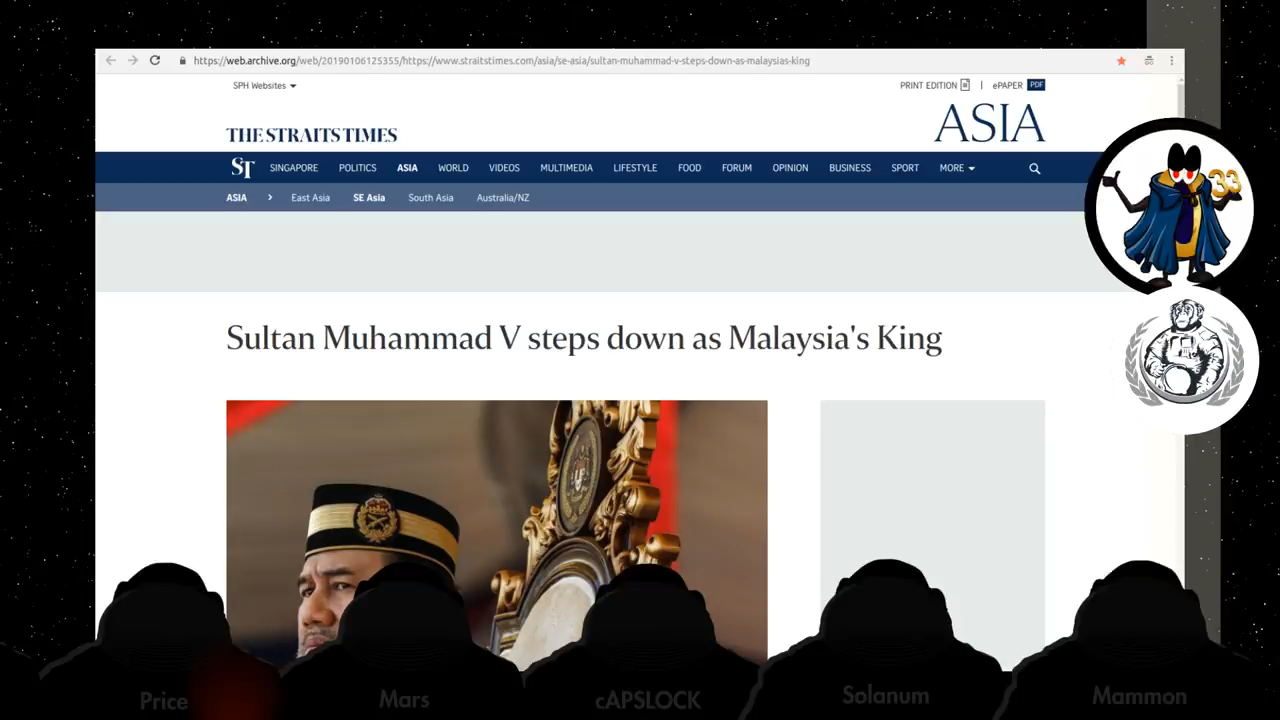 https://web.archive.org/web/20190106125355/https://www.straitstimes.com/asia/se-asia/sultan-muhammad-v-steps-down-as-malaysias-king
SPH Websites
PRINT EDITION | ePAPER PDF
THE STRAITS TIMES
ASIA
ST SINGAPORE POLITICS ASIA WORLD VIDEOS MULTIMEDIA LIFESTYLE FOOD FORUM OPINION BUSINESS SPORT MORE
ASIA > East Asia SE Asia South Asia Australia/NZ
33
Sultan Muhammad V steps down as Malaysia's King
Price Mars cAPSLOCK Solanum Mammon